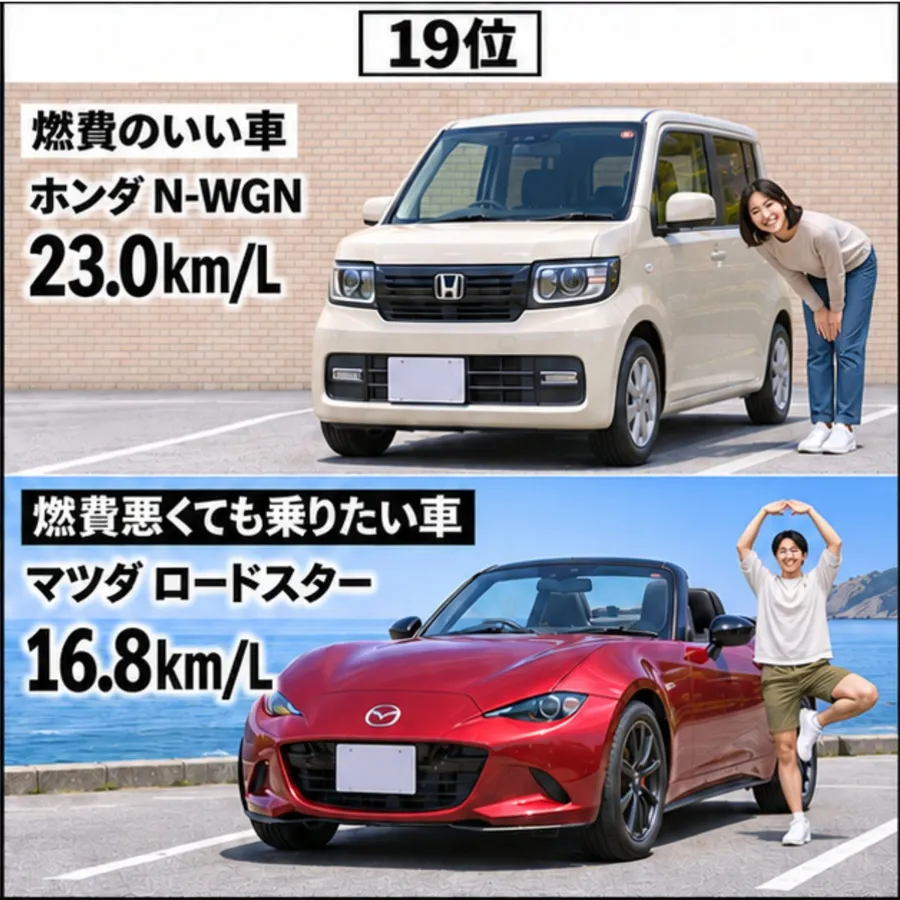 19位
燃費のいい車
ホンダ N-WGN
23.0km/L
燃費悪くても乗りたい車
マツダ ロードスター
16.8km/L